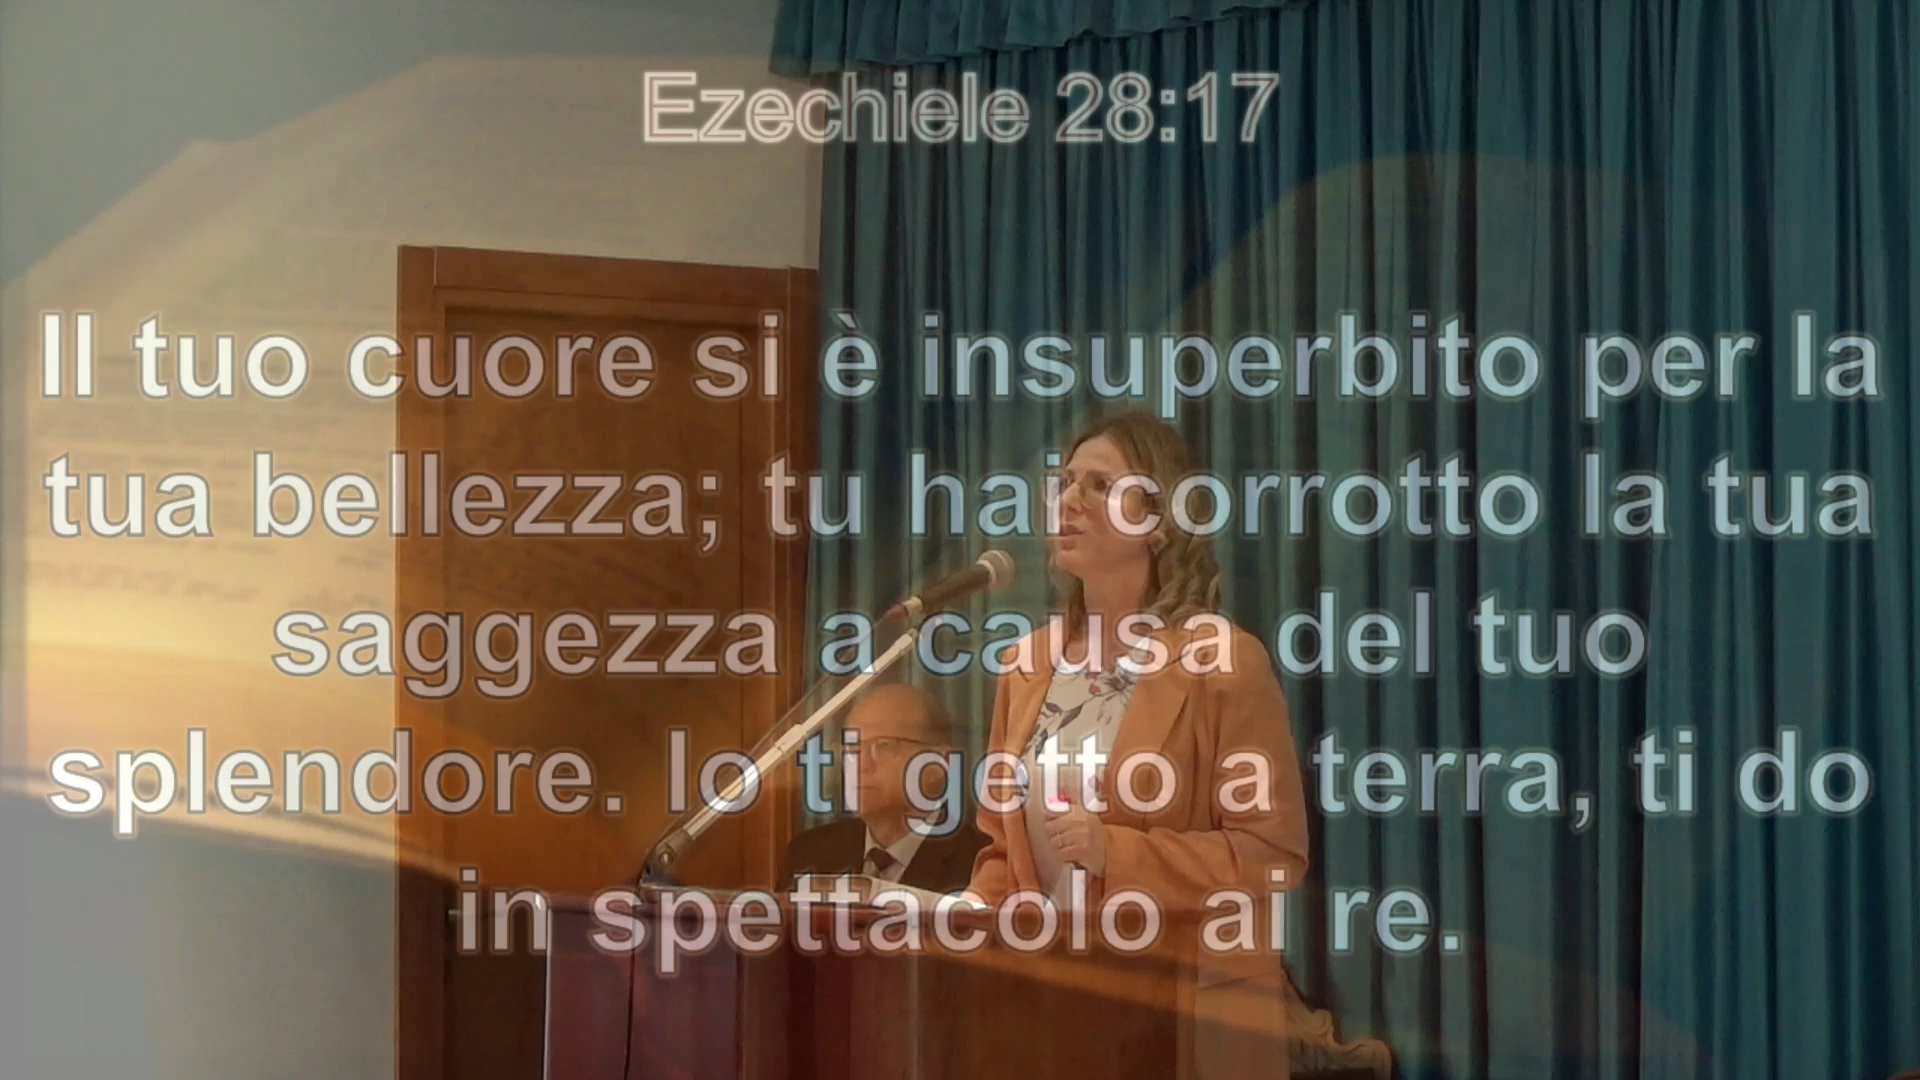 Ezechiele 28:17
Il tuo cuore si è insuperbito per la
tua bellezza; tu hai corrotto la tua
saggezza a causa del tuo
splendore. Io ti getto a terra, ti do
in spettacolo ai re.